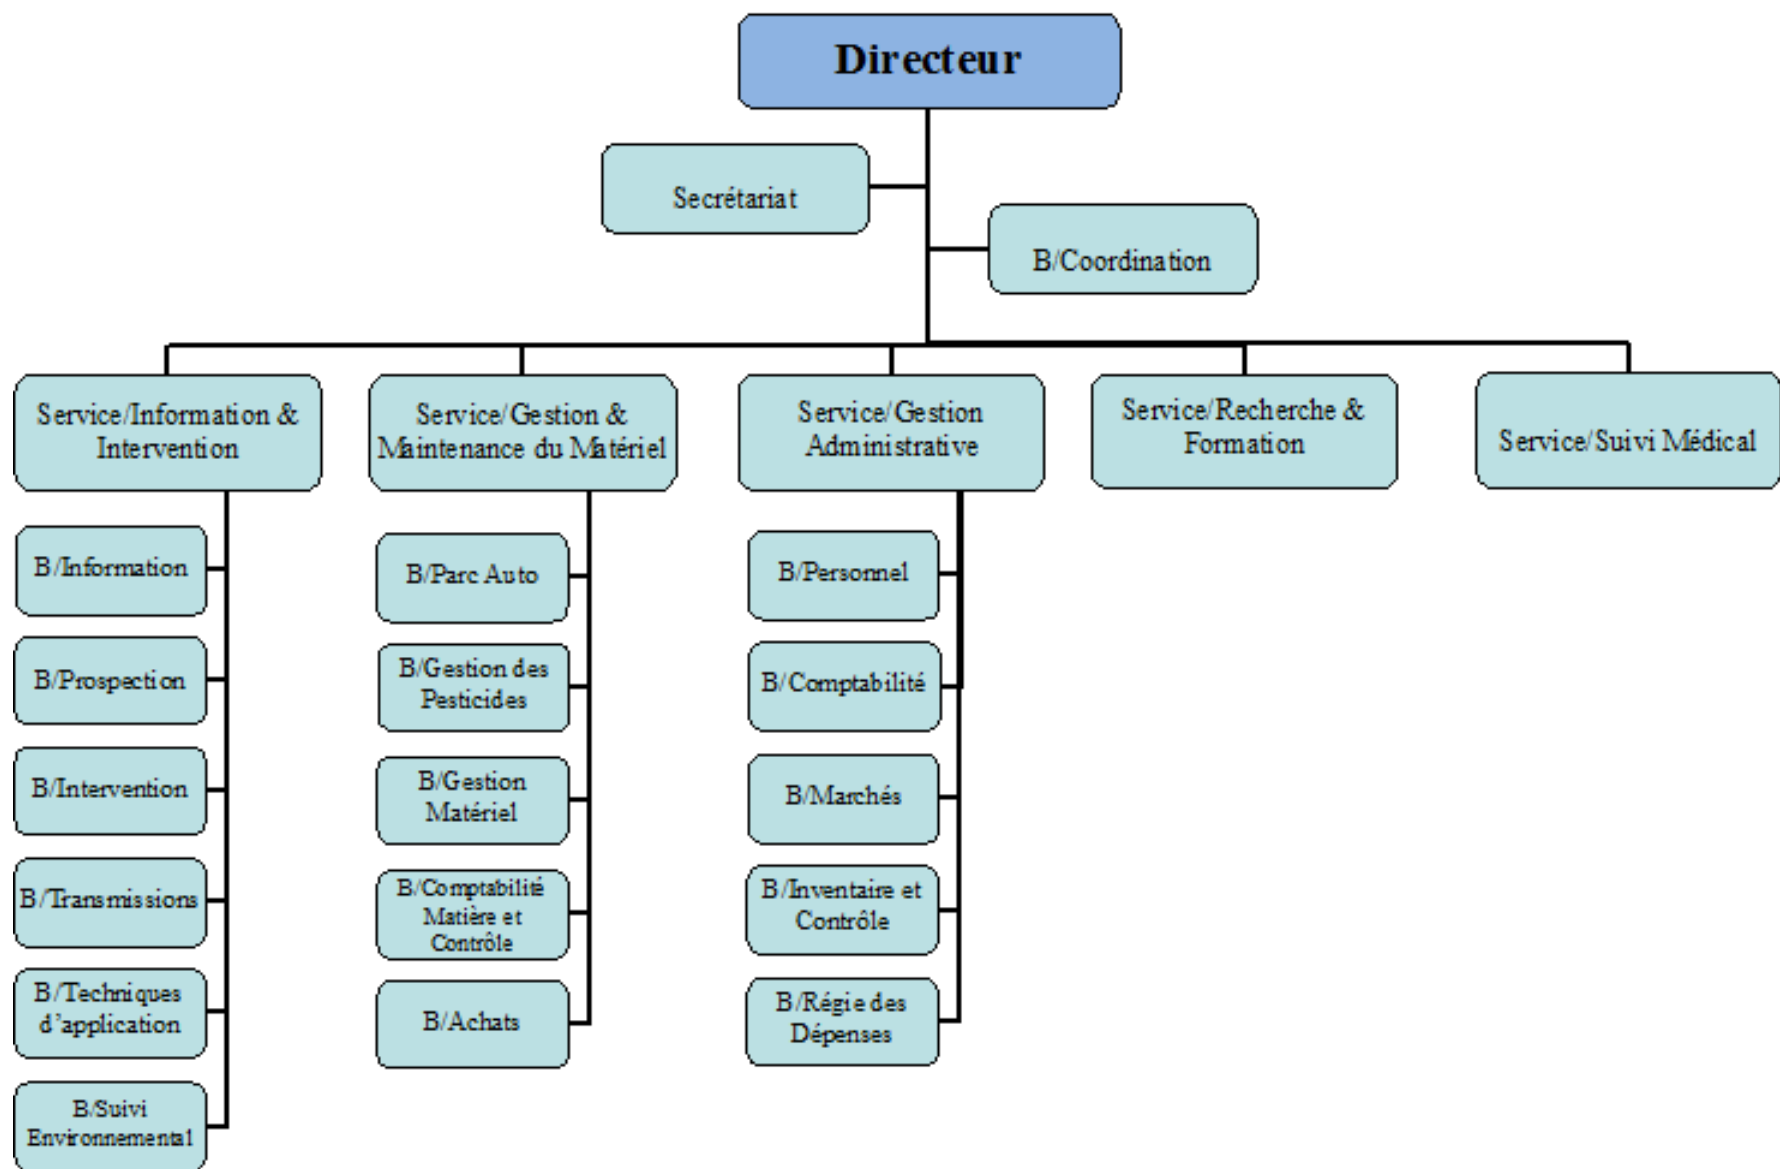 Directeur
Secrétariat
B/Coordination
Service/Information &
Intervention
Service/Gestion &
Maintenance du Matériel
Service/Gestion
Administrative
Service/Recherche &
Formation
Service/Suivi Médical
B/Information
B/Prospection
B/Intervention
B/Transmissions
B/Techniques
d’application
B/Suivi
Environnemental
B/Parc Auto
B/Gestion des
Pesticides
B/Gestion
Matériel
B/Comptabilité
Matière et
Contrôle
B/Achats
B/Personnel
B/Comptabilité
B/Marchés
B/Inventaire et
Contrôle
B/Régie des
Dépenses